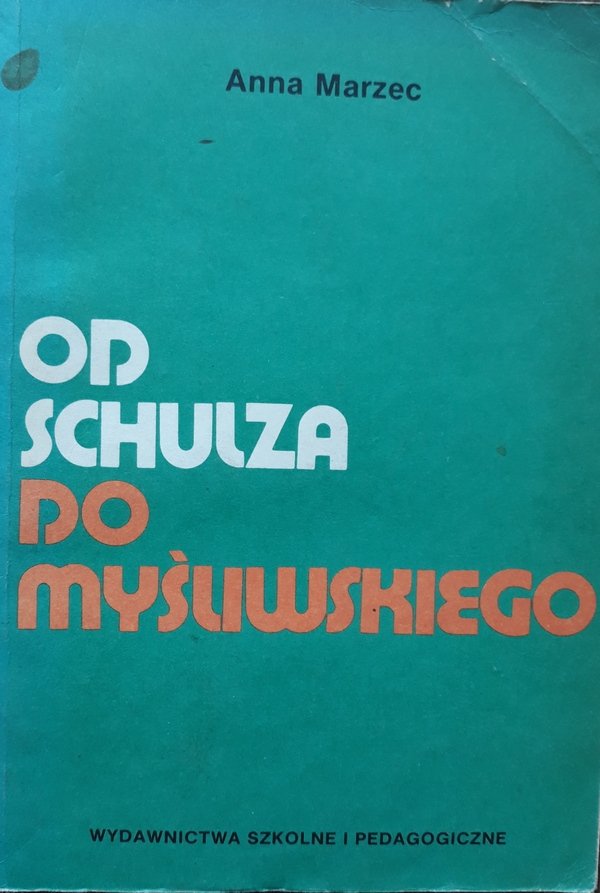 Anna Marzec
OD
SCHULZA
DO
MYŚLIWSKIEGO
WYDAWNICTWA SZKOLNE I PEDAGOGICZNE